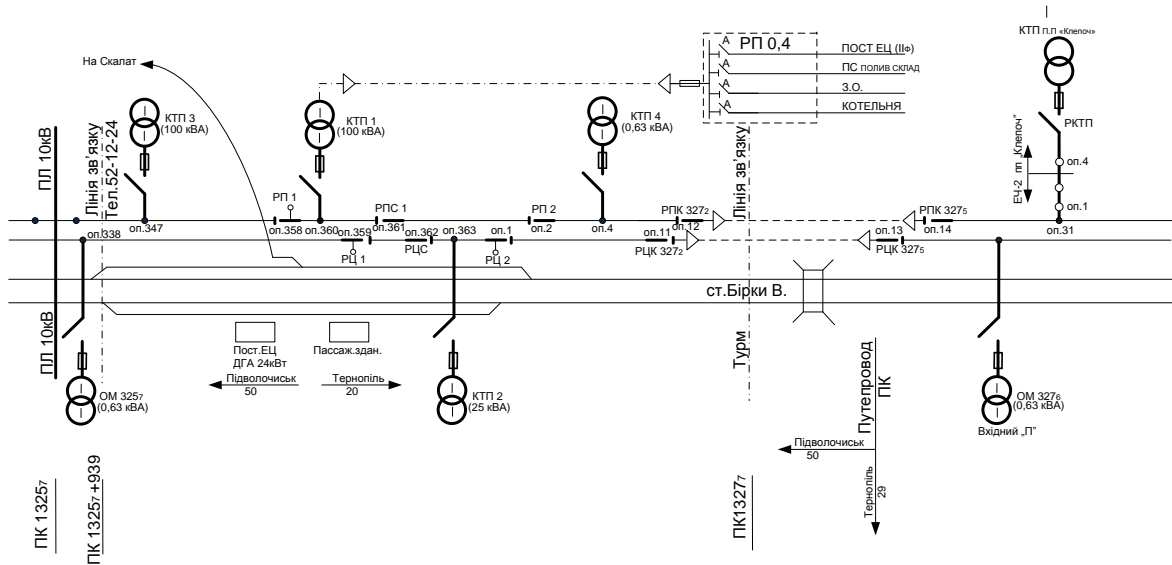 КТП П.П «Клепоч»
РП 0,4
А
ПОСТ ЕЦ (ІІФ)
А
ПС ПОЛИВ СКЛАД
А
З.О.
А
КОТЕЛЬНЯ
На Скалат
КТП 3
(100 кВА)
КТП 1
(100 кВА)
КТП 4
(0,63 кВА)
РКТП
ЕЧ-2 пп „Клепоч"
оп.4
оп.1
ПЛ 10кВ
Лінія зв'язку
Тел.52-12-24
Лінія зв'язку
РП 1
РПС 1
РП 2
РПК 327₂
РПК 327₅
оп.347
оп.358
оп.360
оп.361
оп.2
оп.4
оп.12
оп.14
оп.31
оп.338
оп.359
оп.362
оп.363
оп.1
оп.11
оп.13
РЦ 1
РЦС
РЦ 2
РЦК 327₂
РЦК 327₅
ст.Бірки В.
ПЛ 10кВ
Пост.ЕЦ
ДГА 24кВт
Пассаж.здан.
Підволочиськ
50
Тернопіль
20
Турм
Путепровод
ПК
ОМ 325₇
(0,63 кВА)
КТП 2
(25 кВА)
ОМ 327₆
(0,63 кВА)
Вхідний „П"
Підволочиськ
50
Тернопіль
29
ПК 1325₇
ПК 1325₇+939
ПК1327₇